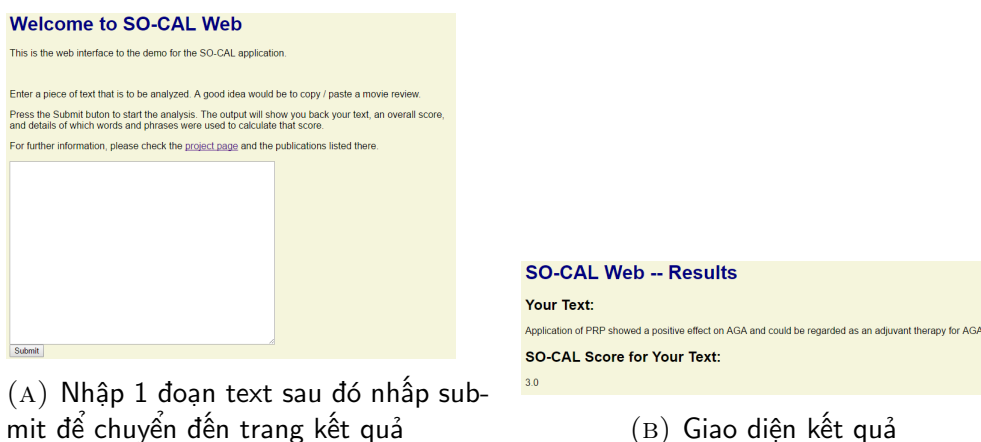 Welcome to SO-CAL Web
This is the web interface to the demo for the SO-CAL application.
Enter a piece of text that is to be analyzed. A good idea would be to copy / paste a movie review.
Press the Submit buton to start the analysis. The output will show you back your text, an overall score,
and details of which words and phrases were used to calculate that score.
For further information, please check the project page and the publications listed there.
Submit
(A) Nhập 1 đoạn text sau đó nhấp sub-
mit để chuyển đến trang kết quả
SO-CAL Web -- Results
Your Text:
Application of PRP showed a positive effect on AGA and could be regarded as an adjuvant therapy for AGA
SO-CAL Score for Your Text:
3.0
(B) Giao diện kết quả